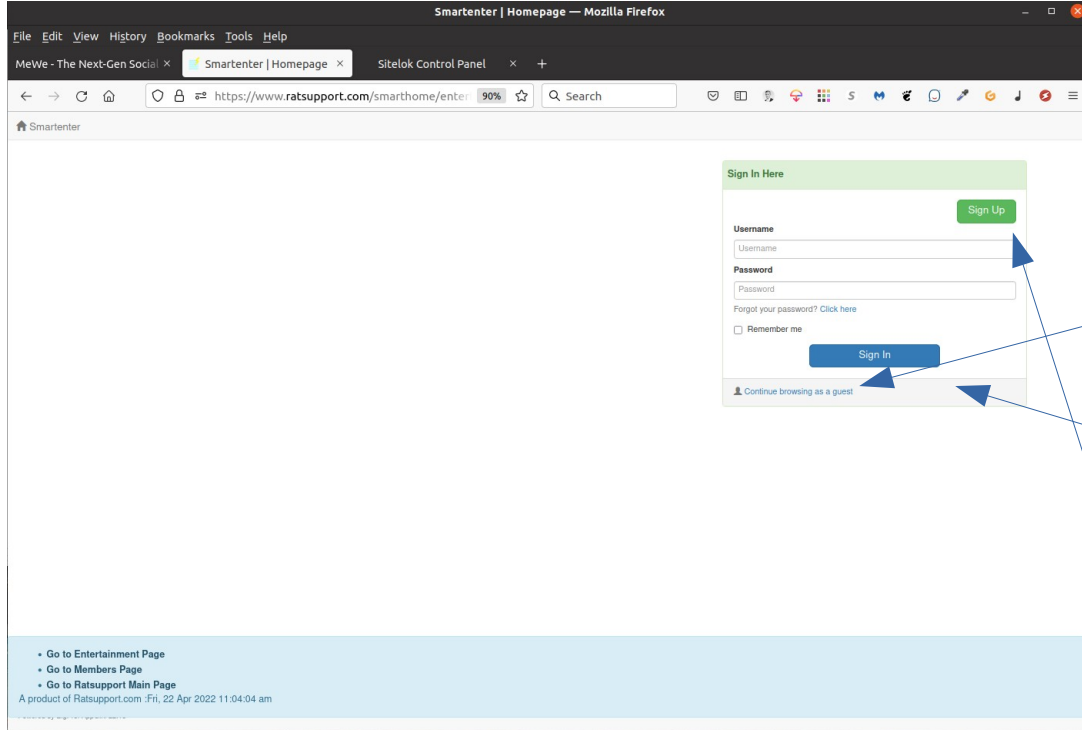 Smartenter | Homepage — Mozilla Firefox
File Edit View History Bookmarks Tools Help
MeWe - The Next-Gen Social × Smartenter | Homepage × Sitelok Control Panel × +
https://www.ratsupport.com/smarthome/enter 90% Search
Smartenter
Sign In Here
Sign Up
Username
Username
Password
Password
Forgot your password? Click here
Remember me
Sign In
Continue browsing as a guest
• Go to Entertainment Page
• Go to Members Page
• Go to Ratsupport Main Page
A product of Ratsupport.com :Fri, 22 Apr 2022 11:04:04 am